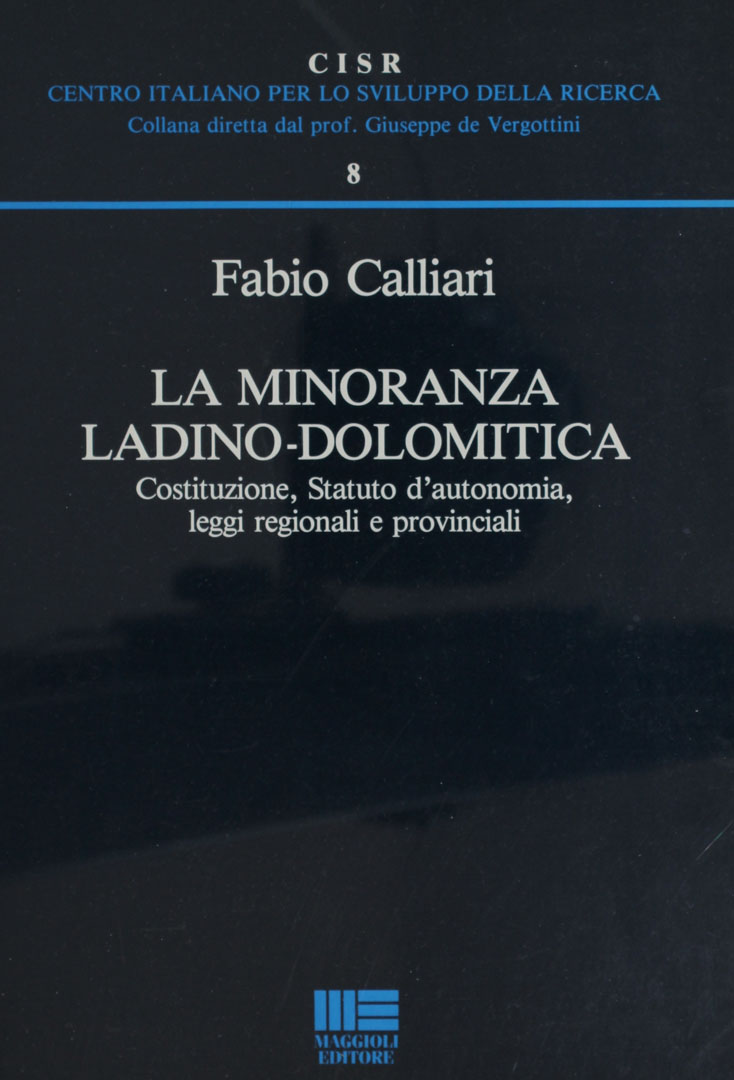 CISR
CENTRO ITALIANO PER LO SVILUPPO DELLA RICERCA
Collana diretta dal prof. Giuseppe de Vergottini
8
Fabio Calliari
LA MINORANZA
LADINO-DOLOMITICA
Costituzione, Statuto d'autonomia,
leggi regionali e provinciali
MAGGIOLI
EDITORE